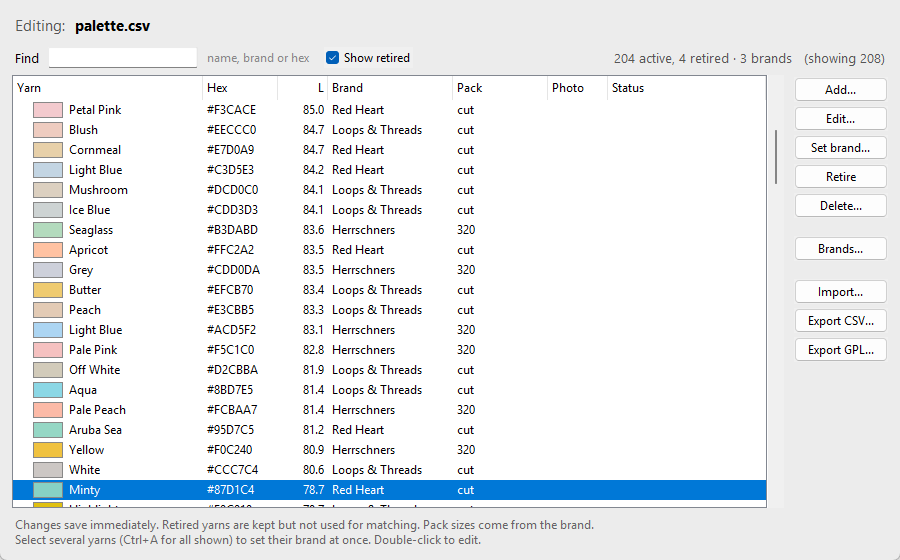 Editing: palette.csv
Find name, brand or hex Show retired 204 active, 4 retired · 3 brands (showing 208)
Yarn Hex L Brand Pack Photo Status
Petal Pink #F3CACE 85.0 Red Heart cut
Blush #EECCC0 84.7 Loops & Threads cut
Cornmeal #E7D0A9 84.7 Red Heart cut
Light Blue #C3D5E3 84.2 Red Heart cut
Mushroom #DCD0C0 84.1 Loops & Threads cut
Ice Blue #CDD3D3 84.1 Loops & Threads cut
Seaglass #B3DABD 83.6 Herrschners 320
Apricot #FFC2A2 83.5 Red Heart cut
Grey #CDD0DA 83.5 Herrschners 320
Butter #EFCB70 83.4 Loops & Threads cut
Peach #E3CBB5 83.3 Loops & Threads cut
Light Blue #ACD5F2 83.1 Herrschners 320
Pale Pink #F5C1C0 82.8 Herrschners 320
Off White #D2CBBA 81.9 Loops & Threads cut
Aqua #8BD7E5 81.4 Loops & Threads cut
Pale Peach #FCBAA7 81.4 Herrschners 320
Aruba Sea #95D7C5 81.2 Red Heart cut
Yellow #F0C240 80.9 Herrschners 320
White #CCC7C4 80.6 Loops & Threads cut
Minty #87D1C4 78.7 Red Heart cut
Add...
Edit...
Set brand...
Retire
Delete...
Brands...
Import...
Export CSV...
Export GPL...
Changes save immediately. Retired yarns are kept but not used for matching. Pack sizes come from the brand.
Select several yarns (Ctrl+A for all shown) to set their brand at once. Double-click to edit.